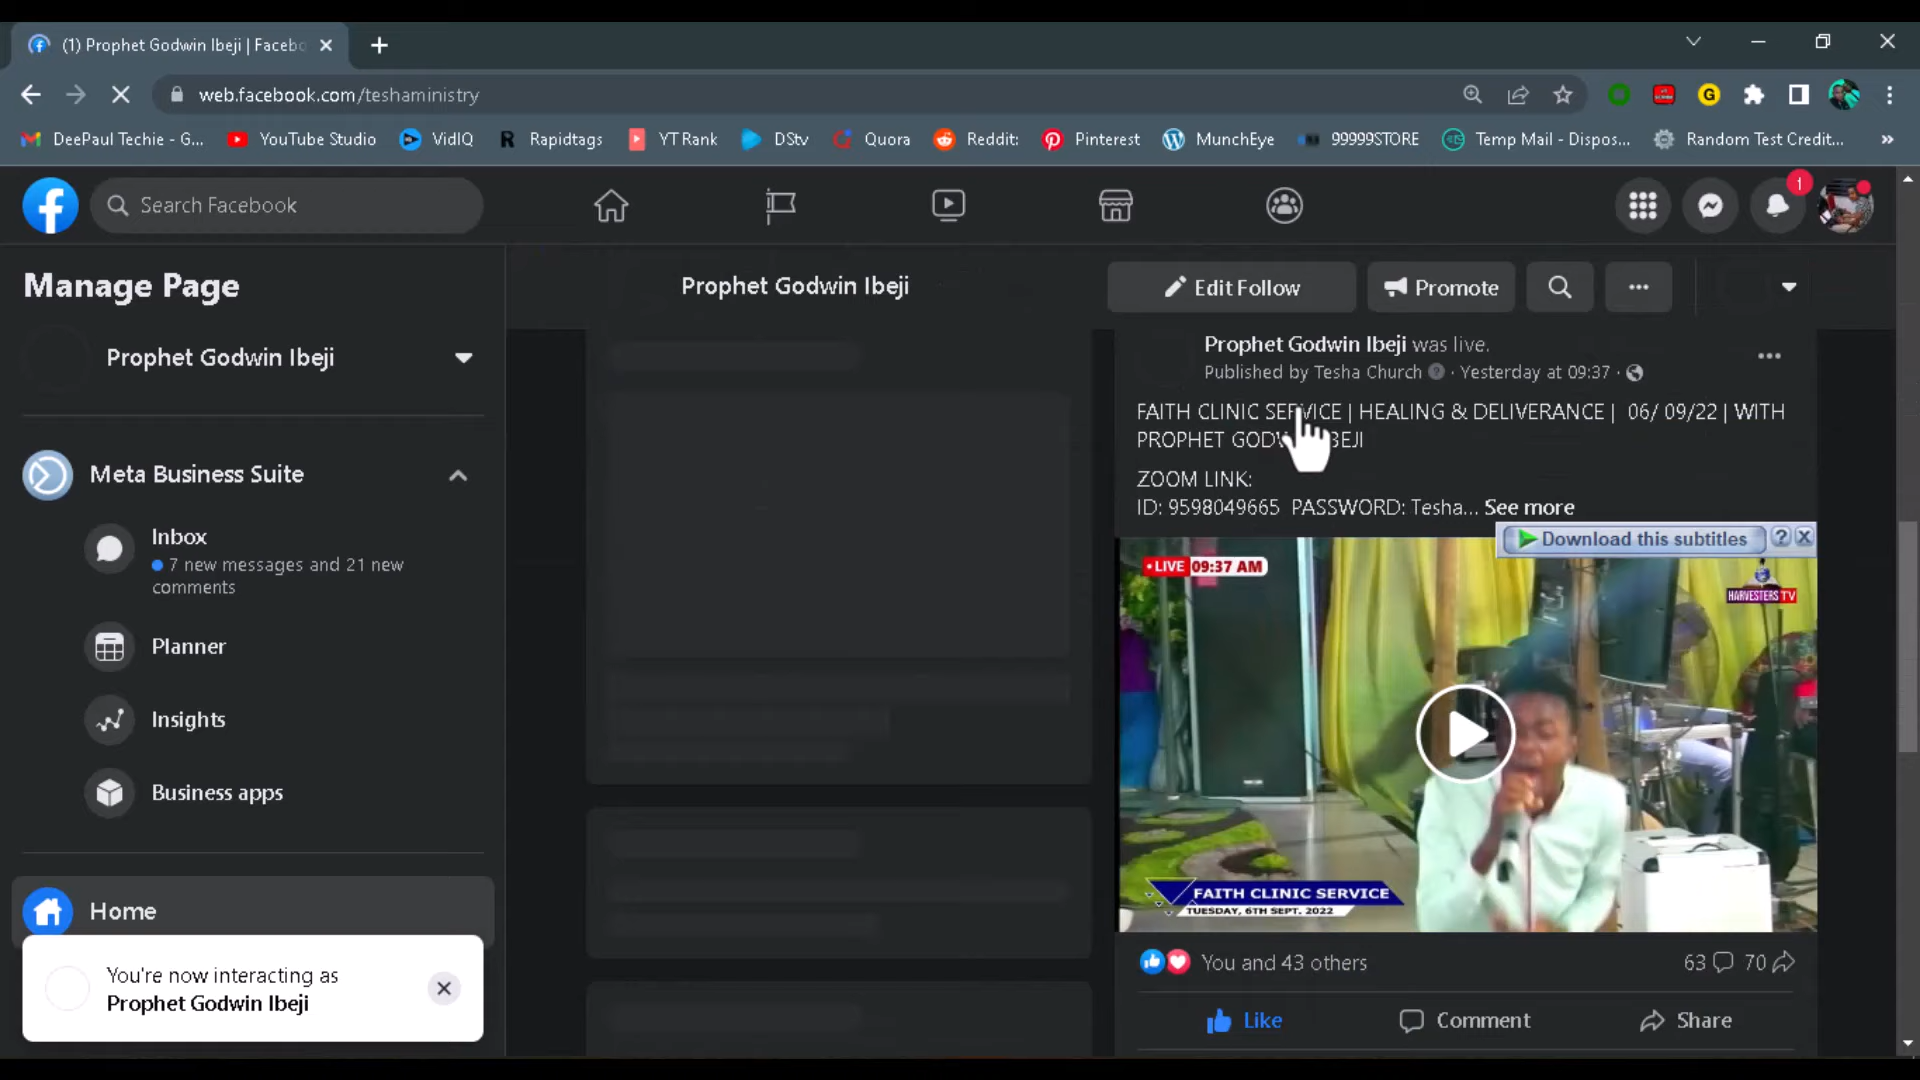 (1) Prophet Godwin Ibeji | Facebo
web.facebook.com/teshaministry
G
DeePaul Techie - G...
YouTube Studio
VidIQ
R Rapidtags
YT Rank
DStv
Quora
Reddit:
Pinterest
MunchEye
99999STORE
Temp Mail - Dispos...
Random Test Credit...
Search Facebook
1
Manage Page
Prophet Godwin Ibeji
Edit Follow
Promote
Prophet Godwin Ibeji
Meta Business Suite
Inbox
7 new messages and 21 new
comments
Planner
Insights
Business apps
Home
You're now interacting as
Prophet Godwin Ibeji
Prophet Godwin Ibeji was live.
Published by Tesha Church · Yesterday at 09:37 ·
FAITH CLINIC SERVICE | HEALING & DELIVERANCE | 06/ 09/22 | WITH
PROPHET
ZOOM LINK:
ID: 9598049665 PASSWORD: Tesha... See more
Download this subtitles
?
• LIVE 09:37 AM
HARVESTERS TV
FAITH CLINIC SERVICE
TUESDAY, 6TH SEPT. 2022
You and 43 others
63
70
Like
Comment
Share